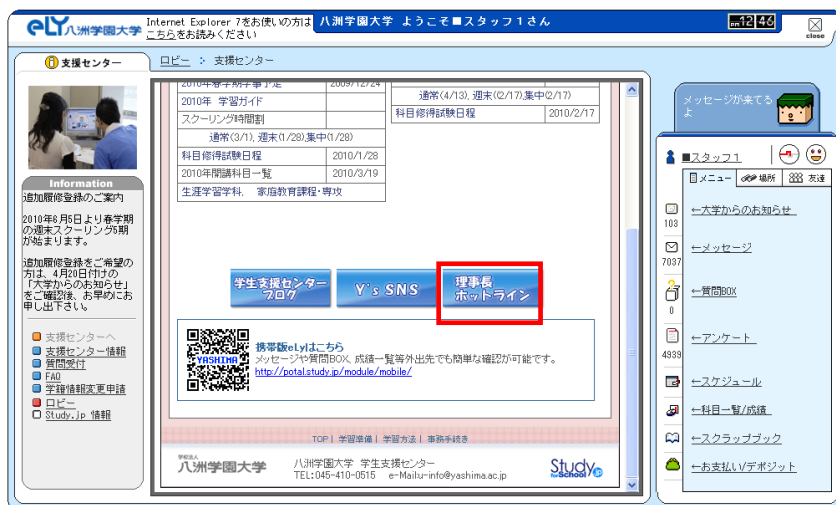 eLy 八洲学園大学
Internet Explorer 7をお使いの方は
こちらをお読みください
八洲学園大学 ようこそ■スタッフ1さん
pm 12 46
close
支援センター
ロビー : 支援センター
2010年春学期学事予定 2009/12/24
2010年 学習ガイド
スクーリング時間割
通常(3/1), 週末(1/28),集中(1/28)
科目修得試験日程 2010/1/28
2010年開講科目一覧 2010/3/19
生涯学習学科, 家庭教育課程・専攻
通常(4/13), 週末(2/17),集中(2/17)
科目修得試験日程 2010/2/17
Information
追加履修登録のご案内
2010年6月5日より春学期
の週末スクーリング5期
が始まります。
追加履修登録をご希望の
方は、4月20日付けの
「大学からのお知らせ」
をご確認後、お早めにお
申し出下さい。
支援センターへ
支援センター情報
質問受付
FAQ
学籍情報変更申請
ロビー
Study.jp 情報
学生支援センター
ブログ
Y's SNS
理事長
ホットライン
YASHIMA
携帯版eLyはこちら
メッセージや質問BOX, 成績一覧等外出先でも簡単な確認が可能です。
http://potal.study.jp/module/mobile/
TOP | 学習準備 | 学習方法 | 事務手続き
学校法人
八洲学園大学
八洲学園大学 学生支援センター
TEL:045-410-0515 e-Mailu-info@yashima.ac.jp
Study for School
メッセージが来てる
よ
■スタッフ1
メニュー 場所 友達
←大学からのお知らせ
103
←メッセージ
7037
←質問BOX
0
←アンケート
4939
←スケジュール
←科目一覧/成績
←スクラップブック
←お支払い/デポジット